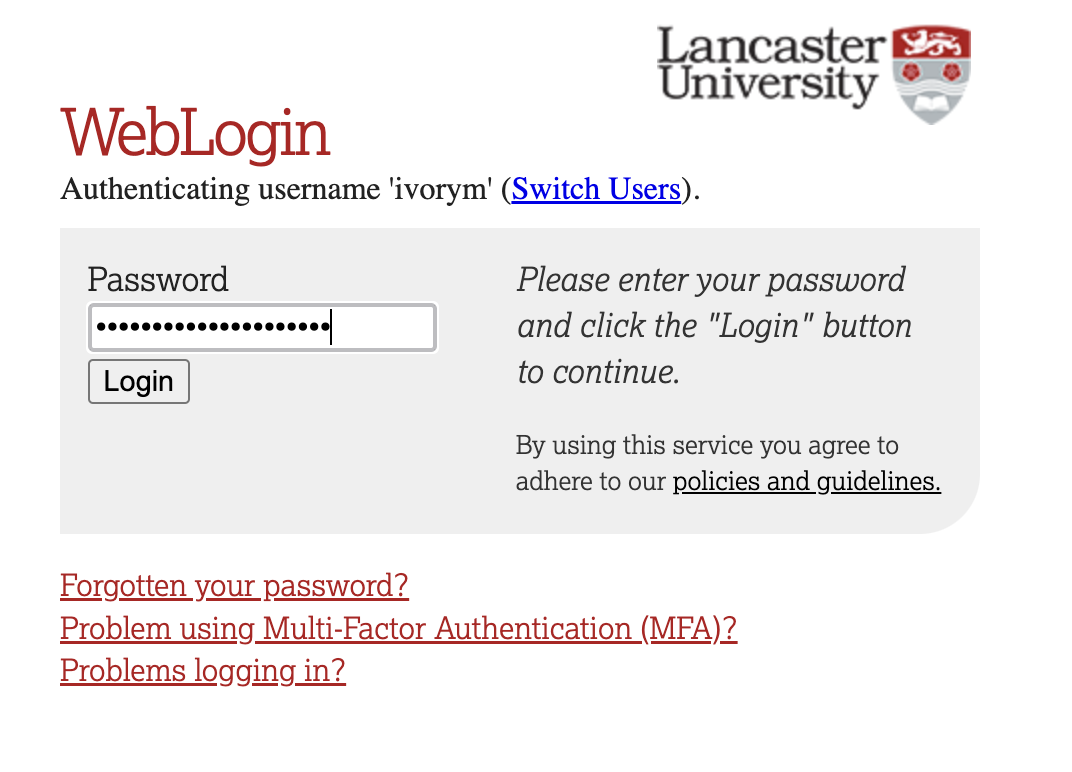 Lancaster
University
WebLogin
Authenticating username 'ivorym' (Switch Users).
Password
•••••••••••••••••••••
Login
Please enter your password
and click the "Login" button
to continue.
By using this service you agree to
adhere to our policies and guidelines.
Forgotten your password?
Problem using Multi-Factor Authentication (MFA)?
Problems logging in?